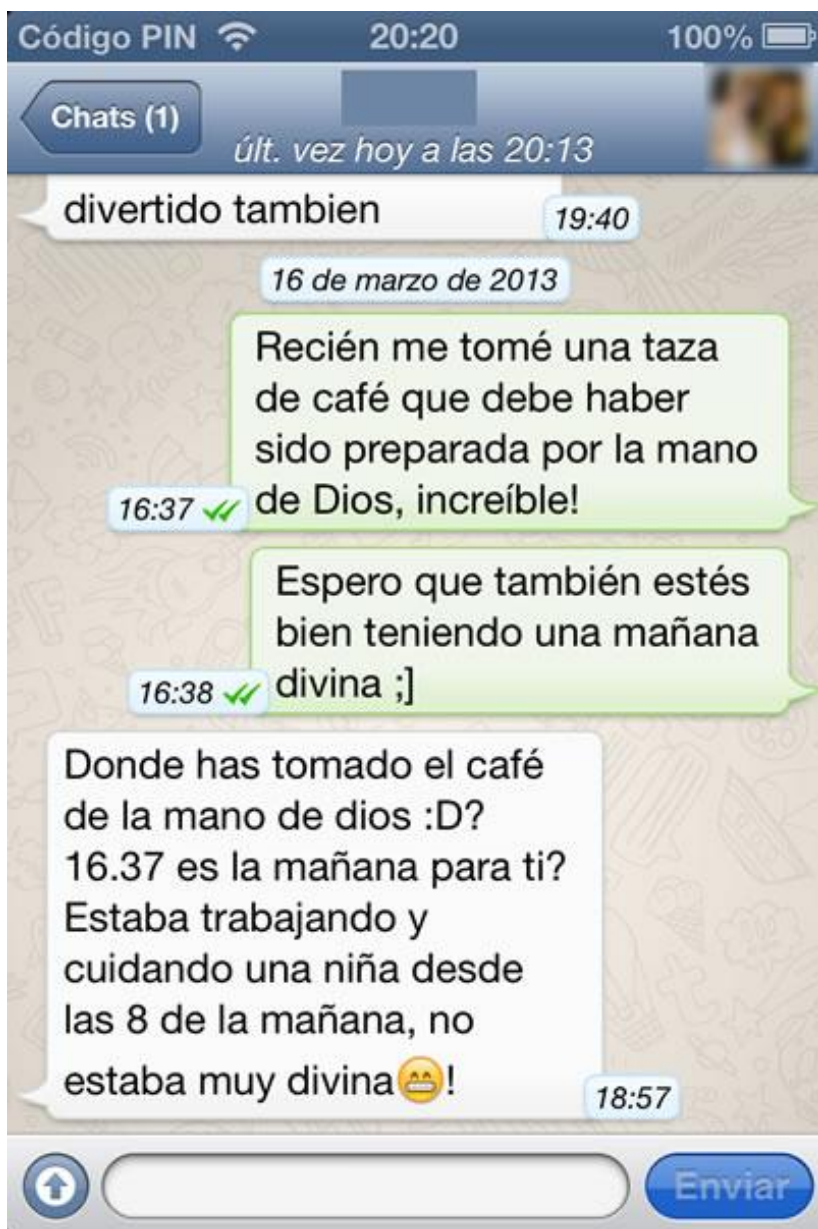 Código PIN 20:20 100%
Chats (1)
últ. vez hoy a las 20:13
divertido tambien
19:40
16 de marzo de 2013
Recién me tomé una taza
de café que debe haber
sido preparada por la mano
de Dios, increíble!
16:37
Espero que también estés
bien teniendo una mañana
divina ;]
16:38
Donde has tomado el café
de la mano de dios :D?
16.37 es la mañana para ti?
Estaba trabajando y
cuidando una niña desde
las 8 de la mañana, no
estaba muy divina😁!
18:57
Enviar